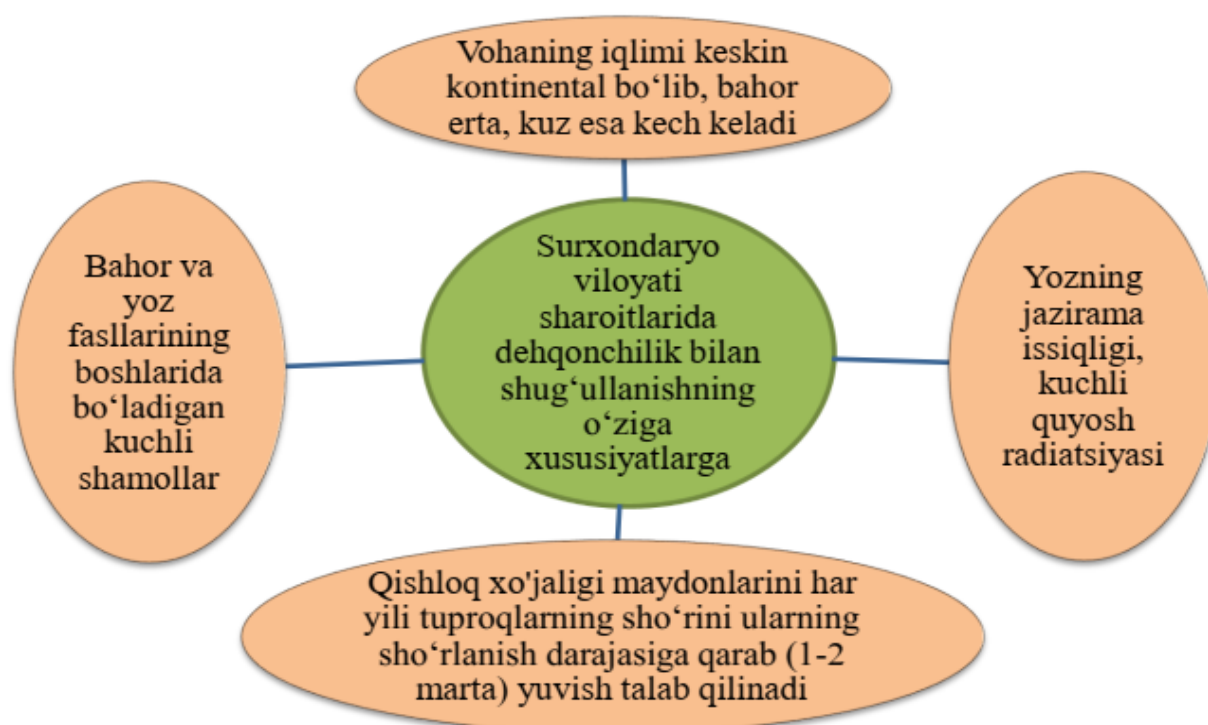 Vohaning iqlimi keskin
kontinental bo‘lib, bahor
erta, kuz esa kech keladi
Bahor va
yoz
fasllarining
boshlarida
bo‘ladigan
kuchli
shamollar
Surxondaryo
viloyati
sharoitlarida
dehqonchilik bilan
shug‘ullanishning
o‘ziga
xususiyatlarga
Yozning
jazirama
issiqligi,
kuchli
quyosh
radiatsiyasi
Qishloq xo'jaligi maydonlarini har
yili tuproqlarning sho‘rini ularning
sho‘rlanish darajasiga qarab (1-2
marta) yuvish talab qilinadi